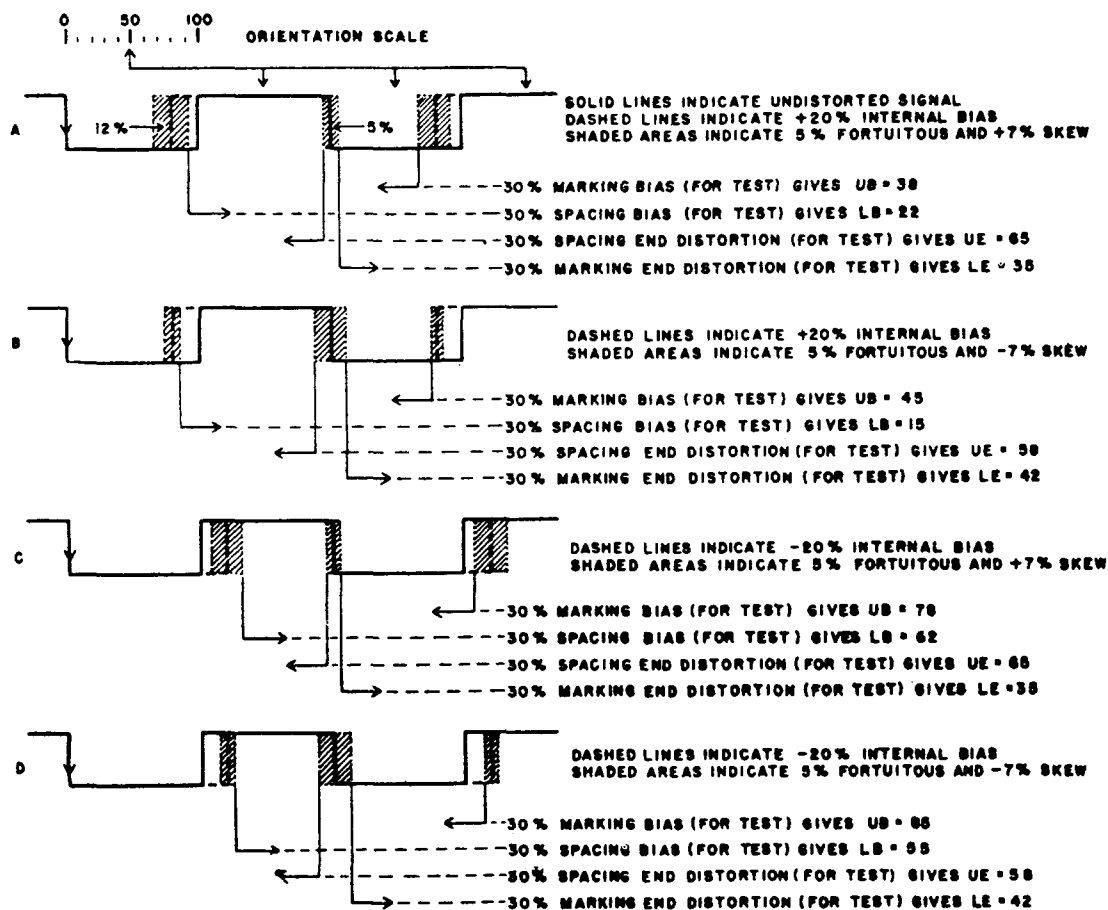 0 50 100
ORIENTATION SCALE
A
12%
5%
SOLID LINES INDICATE UNDISTORTED SIGNAL
DASHED LINES INDICATE +20% INTERNAL BIAS
SHADED AREAS INDICATE 5% FORTUITOUS AND +7% SKEW
30% MARKING BIAS (FOR TEST) GIVES UB = 38
30% SPACING BIAS (FOR TEST) GIVES LB = 22
30% SPACING END DISTORTION (FOR TEST) GIVES UE = 65
30% MARKING END DISTORTION (FOR TEST) GIVES LE = 35
B
DASHED LINES INDICATE +20% INTERNAL BIAS
SHADED AREAS INDICATE 5% FORTUITOUS AND -7% SKEW
30% MARKING BIAS (FOR TEST) GIVES UB = 45
30% SPACING BIAS (FOR TEST) GIVES LB = 15
30% SPACING END DISTORTION (FOR TEST) GIVES UE = 58
30% MARKING END DISTORTION (FOR TEST) GIVES LE = 42
C
DASHED LINES INDICATE -20% INTERNAL BIAS
SHADED AREAS INDICATE 5% FORTUITOUS AND +7% SKEW
30% MARKING BIAS (FOR TEST) GIVES UB = 78
30% SPACING BIAS (FOR TEST) GIVES LB = 62
30% SPACING END DISTORTION (FOR TEST) GIVES UE = 65
30% MARKING END DISTORTION (FOR TEST) GIVES LE = 35
D
DASHED LINES INDICATE -20% INTERNAL BIAS
SHADED AREAS INDICATE 5% FORTUITOUS AND -7% SKEW
30% MARKING BIAS (FOR TEST) GIVES UB = 85
30% SPACING BIAS (FOR TEST) GIVES LB = 55
30% SPACING END DISTORTION (FOR TEST) GIVES UE = 58
30% MARKING END DISTORTION (FOR TEST) GIVES LE = 42